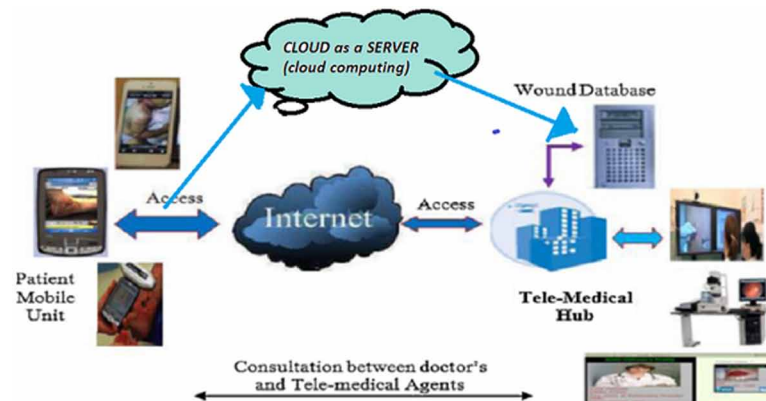 CLOUD as a SERVER
(cloud computing)
Wound Database
Access
Internet
Access
Patient
Mobile
Unit
Tele-Medical
Hub
Consultation between doctor's
and Tele-medical Agents